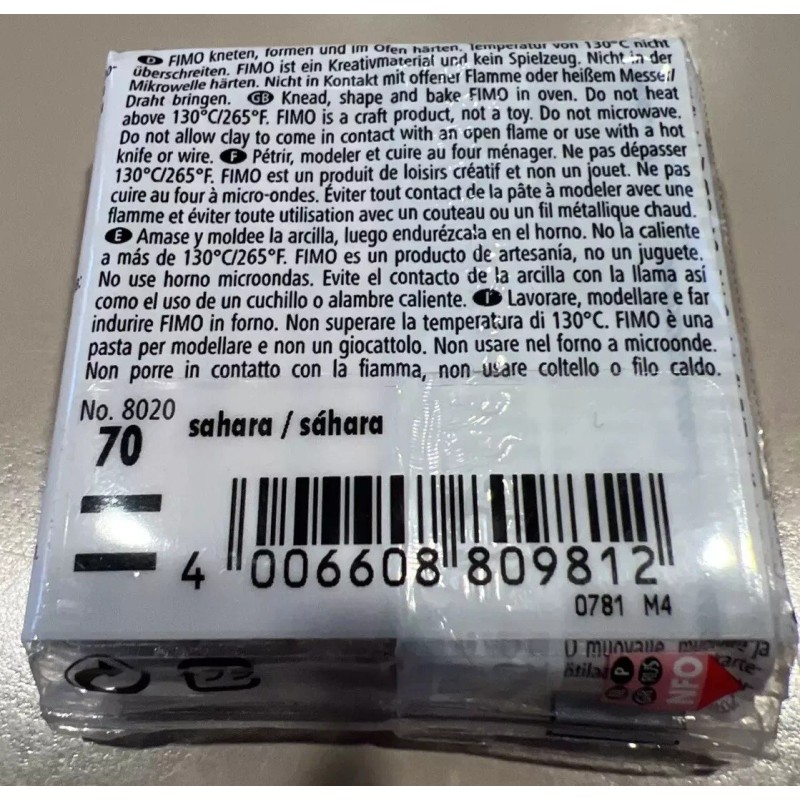 D FIMO kneten, formen und im Ofen härten. Temperatur von 130°C nicht
überschreiten. FIMO ist ein Kreativmaterial und kein Spielzeug. Nicht in der
Mikrowelle härten. Nicht in Kontakt mit offener Flamme oder heißem Messer/
Draht bringen. GB Knead, shape and bake FIMO in oven. Do not heat
above 130°C/265°F. FIMO is a craft product, not a toy. Do not microwave.
Do not allow clay to come in contact with an open flame or use with a hot
knife or wire. F Pétrir, modeler et cuire au four ménager. Ne pas dépasser
130°C/265°F. FIMO est un produit de loisirs créatif et non un jouet. Ne pas
cuire au four à micro-ondes. Éviter tout contact de la pâte à modeler avec une
flamme et éviter toute utilisation avec un couteau ou un fil métallique chaud.
E Amase y moldee la arcilla, luego endurézcala en el horno. No la caliente
a más de 130°C/265°F. FIMO es un producto de artesanía, no un juguete.
No use horno microondas. Evite el contacto de la arcilla con la llama así
como el uso de un cuchillo o alambre caliente. I Lavorare, modellare e far
indurire FIMO in forno. Non superare la temperatura di 130°C. FIMO è una
pasta per modellare e non un giocattolo. Non usare nel forno a microonde.
Non porre in contatto con la fiamma, non usare coltello o filo caldo.
No. 8020
70 sahara / sáhara
4 006608 809812
0781 M4
muovaille ja
P RUS INFO